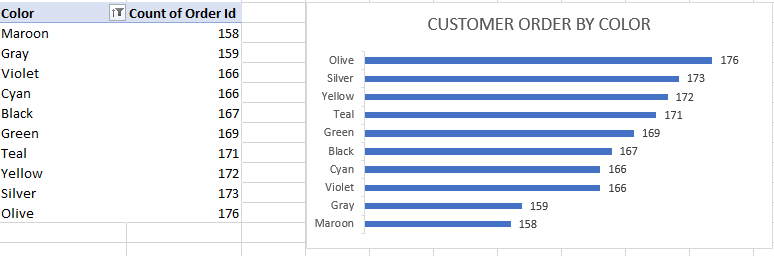 Color Count of Order Id
Maroon 158
Gray 159
Violet 166
Cyan 166
Black 167
Green 169
Teal 171
Yellow 172
Silver 173
Olive 176
CUSTOMER ORDER BY COLOR
Olive 176
Silver 173
Yellow 172
Teal 171
Green 169
Black 167
Cyan 166
Violet 166
Gray 159
Maroon 158